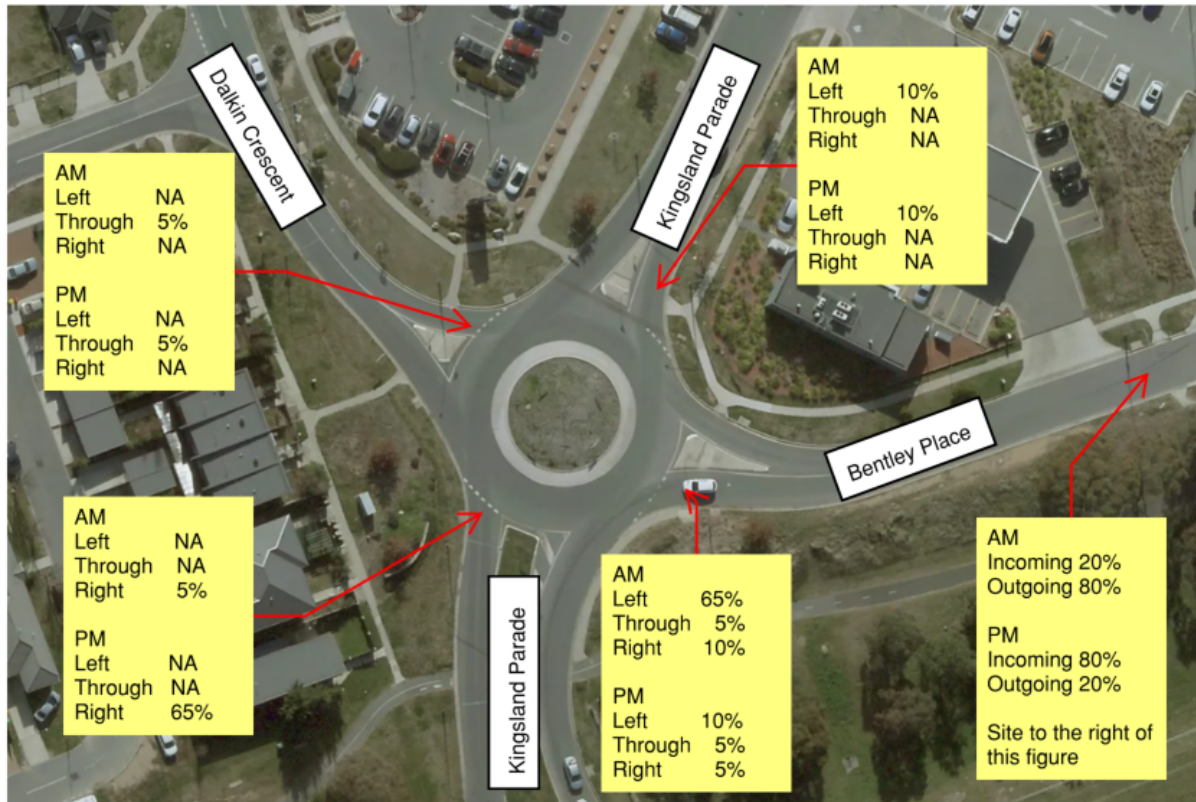 Dalkin Crescent
Kingsland Parade
AM
Left 10%
Through NA
Right NA
PM
Left 10%
Through NA
Right NA
AM
Left NA
Through 5%
Right NA
PM
Left NA
Through 5%
Right NA
Bentley Place
AM
Left NA
Through NA
Right 5%
PM
Left NA
Through NA
Right 65%
Kingsland Parade
AM
Left 65%
Through 5%
Right 10%
PM
Left 10%
Through 5%
Right 5%
AM
Incoming 20%
Outgoing 80%
PM
Incoming 80%
Outgoing 20%
Site to the right of
this figure